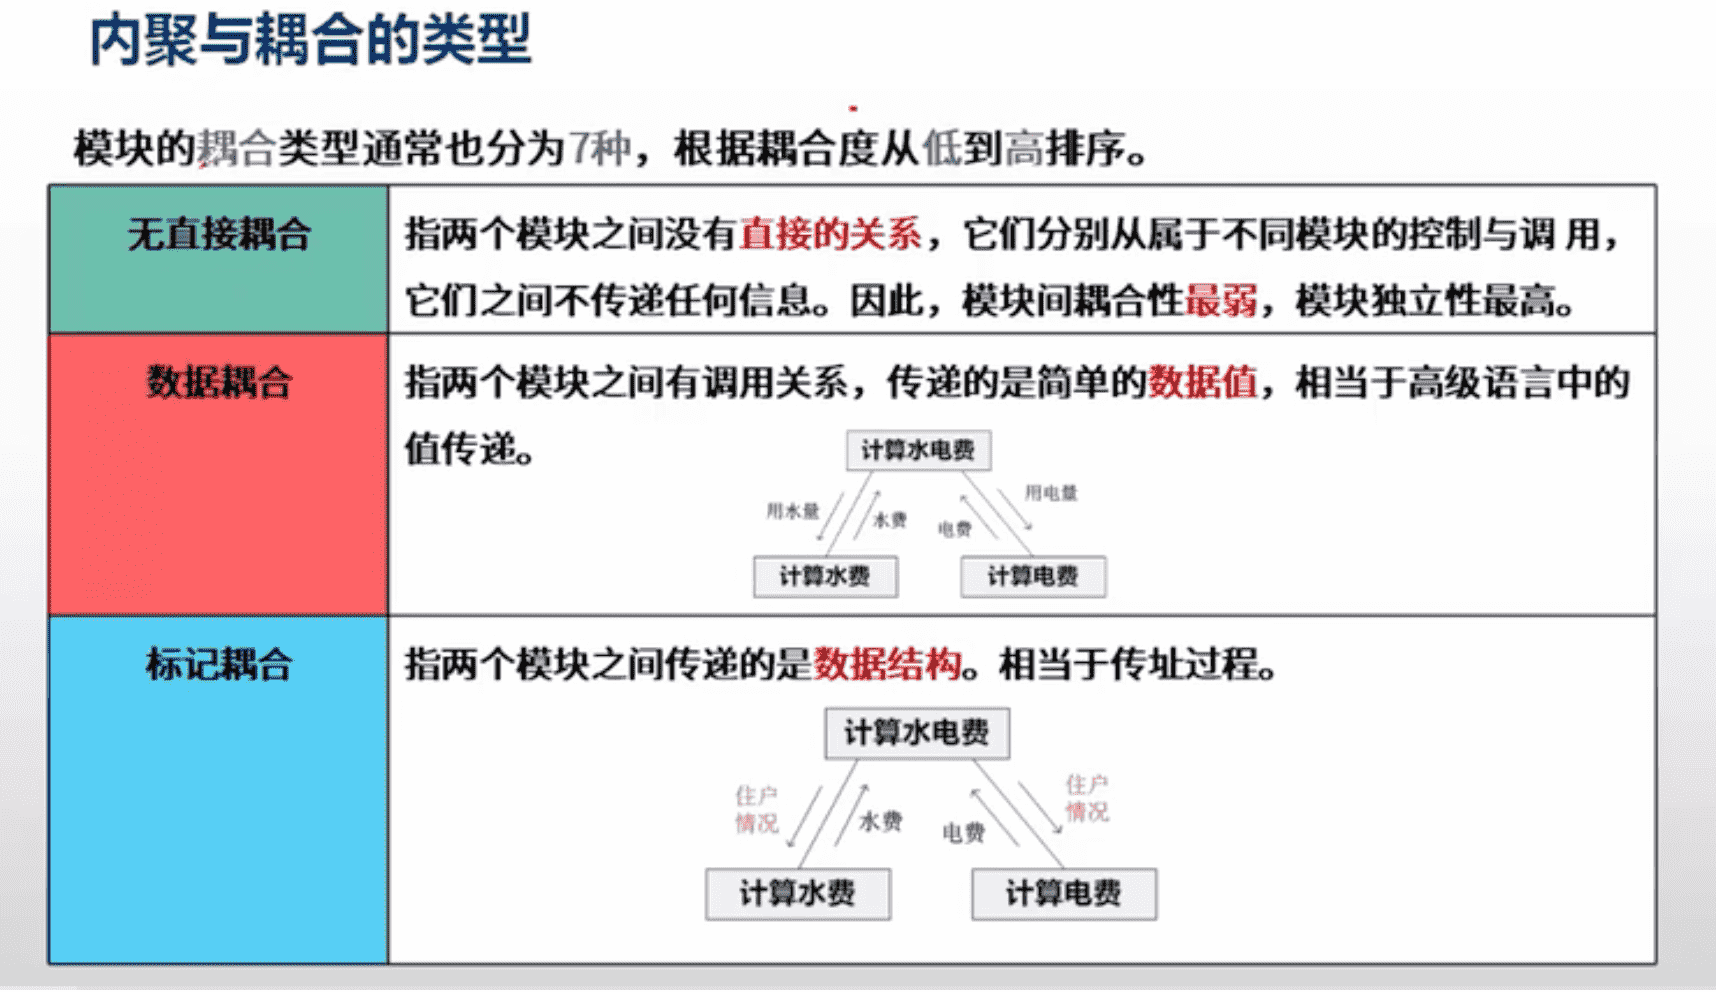 内聚与耦合的类型
模块的耦合类型通常也分为7种，根据耦合度从低到高排序。
无直接耦合
指两个模块之间没有直接的关系，它们分别从属于不同模块的控制与调 用，
它们之间不传递任何信息。因此，模块间耦合性最弱，模块独立性最高。
数据耦合
指两个模块之间有调用关系，传递的是简单的数据值，相当于高级语言中的
值传递。
计算水电费
用水量
水费
电费
用电量
计算水费
计算电费
标记耦合
指两个模块之间传递的是数据结构。相当于传址过程。
计算水电费
住户
情况
水费
电费
住户
情况
计算水费
计算电费